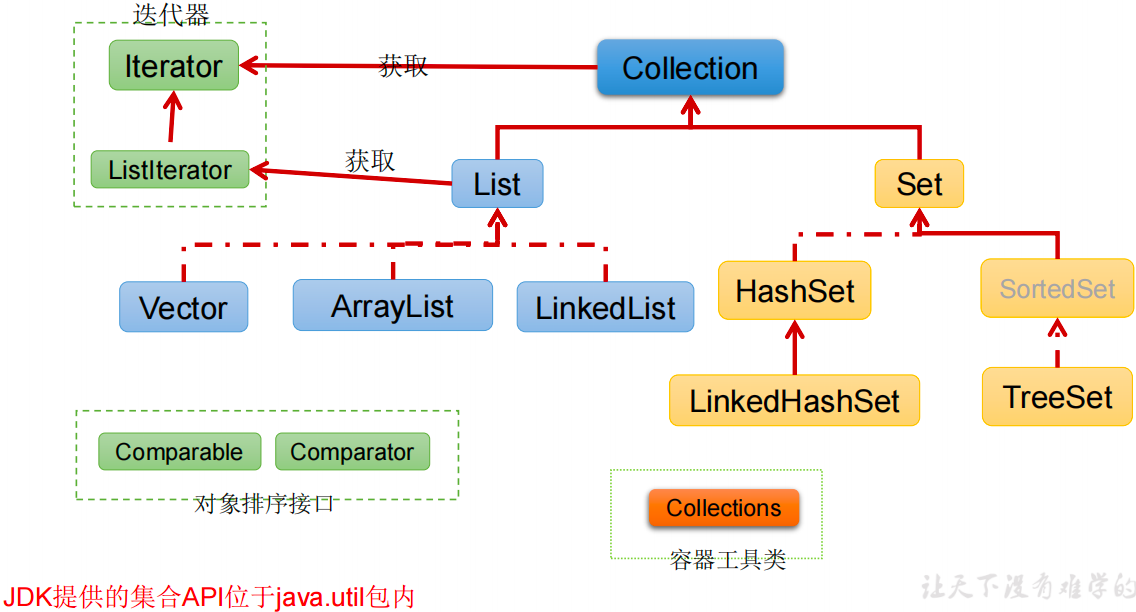 迭代器
Iterator
获取
Collection
ListIterator
获取
List
Set
Vector
ArrayList
LinkedList
HashSet
SortedSet
LinkedHashSet
TreeSet
Comparable
Comparator
对象排序接口
Collections
容器工具类
JDK提供的集合API位于java.util包内
让天下没有难学的